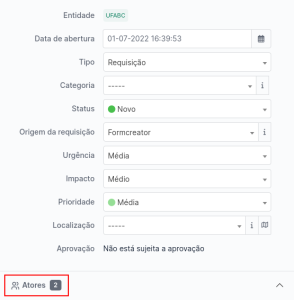 Entidade UFABC
Data de abertura 01-07-2022 16:39:53
Tipo Requisição
Categoria -----
Status Novo
Origem da requisição Formcreator
Urgência Média
Impacto Médio
Prioridade Média
Localização -----
Aprovação Não está sujeita a aprovação
Atores 2